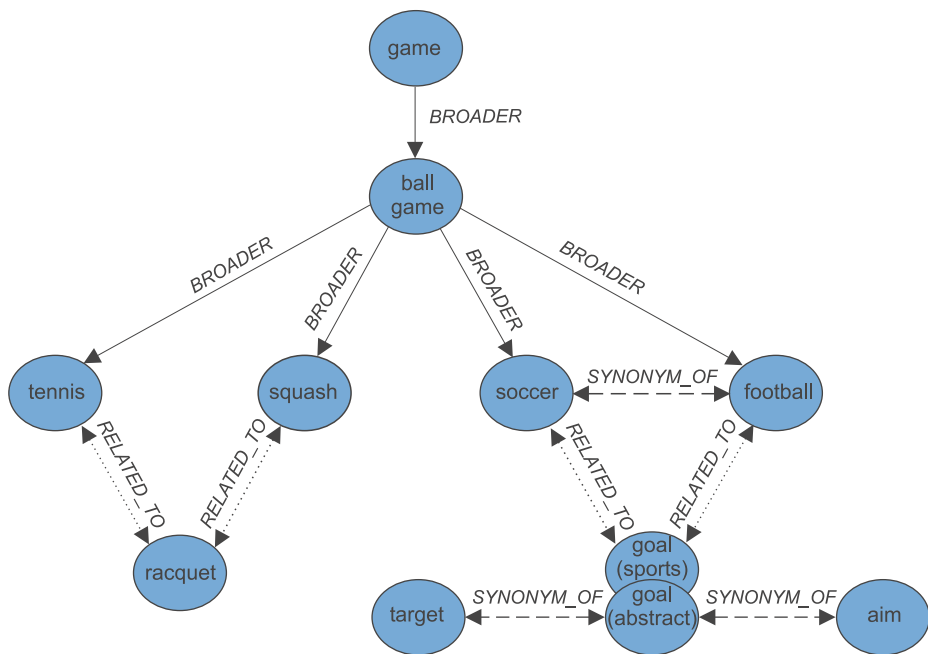 game
BROADER
ball
game
BROADER
BROADER
BROADER
BROADER
tennis
squash
soccer
SYNONYM_OF
football
RELATED_TO
RELATED_TO
RELATED_TO
RELATED_TO
racquet
goal
(sports)
target
SYNONYM_OF
goal
(abstract)
SYNONYM_OF
aim